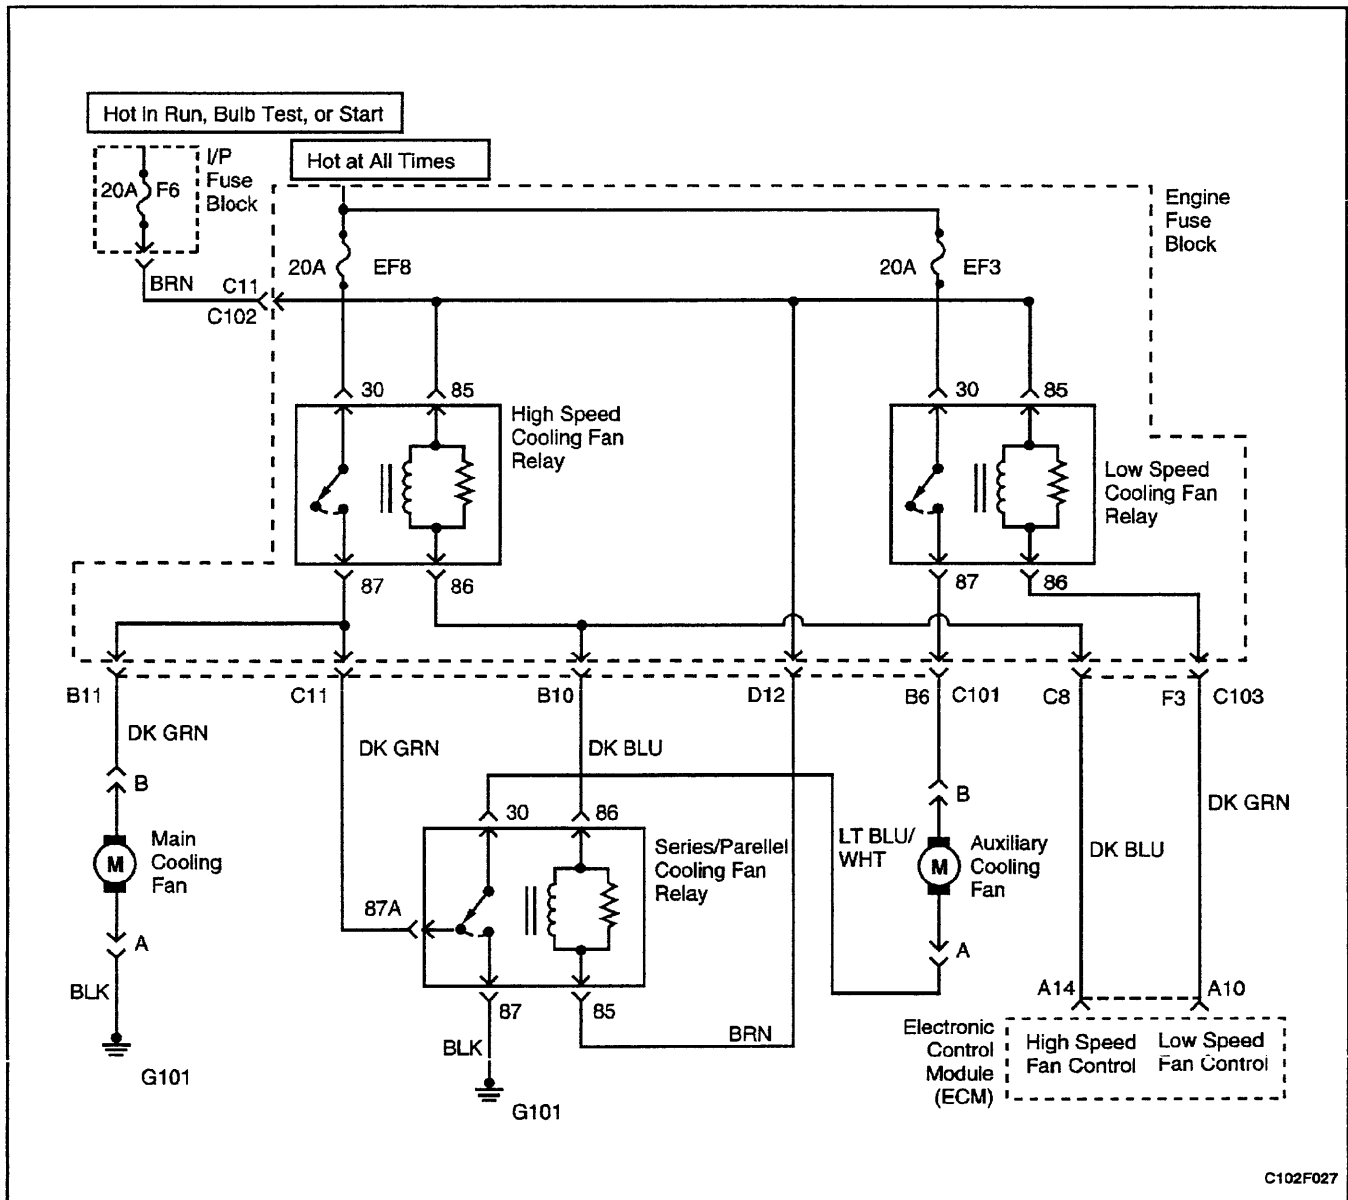 Hot in Run, Bulb Test, or Start
Hot at All Times
I/P
Fuse
Block
20A F6
Engine
Fuse
Block
20A EF8
20A EF3
BRN
C11
C102
30 85
30 85
High Speed
Cooling Fan
Relay
Low Speed
Cooling Fan
Relay
87 86
87 86
B11 C11 B10 D12 B6 C101 C8 F3 C103
DK GRN
DK GRN
DK BLU
B
B
DK GRN
30 86
Main
Cooling
Fan
M
Series/Parellel
Cooling Fan
Relay
LT BLU/
WHT
M
Auxiliary
Cooling
Fan
DK BLU
87A
A
A
BLK
87 85
A14 A10
BRN
BLK
Electronic
Control
Module
(ECM)
High Speed
Fan Control
Low Speed
Fan Control
G101
G101
C102F027